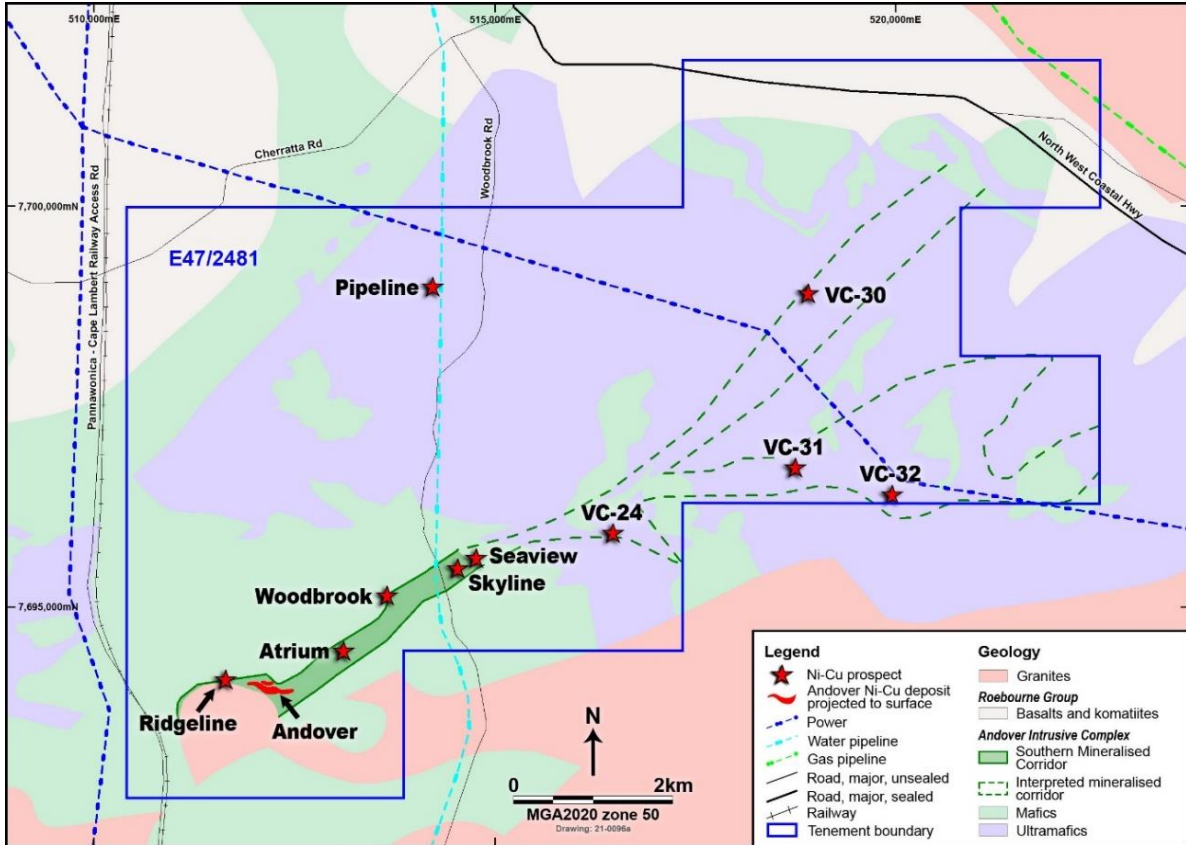 510,000mE
515,000mE
520,000mE
Cherratta Rd
Woodbrook Rd
North West Coastal Hwy
Pannawonica - Cape Lambert Railway Access Rd
7,700,000mN
E47/2481
Pipeline
VC-30
VC-31
VC-32
VC-24
Seaview
Skyline
Woodbrook
7,695,000mN
Atrium
Ridgeline
Andover
N
0 2km
MGA2020 zone 50
Drawing: 21-0096a
Legend
Ni-Cu prospect
Andover Ni-Cu deposit
projected to surface
Power
Water pipeline
Gas pipeline
Road, major, unsealed
Road, major, sealed
Railway
Tenement boundary
Geology
Granites
Roebourne Group
Basalts and komatiites
Andover Intrusive Complex
Southern Mineralised
Corridor
Interpreted mineralised
corridor
Mafics
Ultramafics